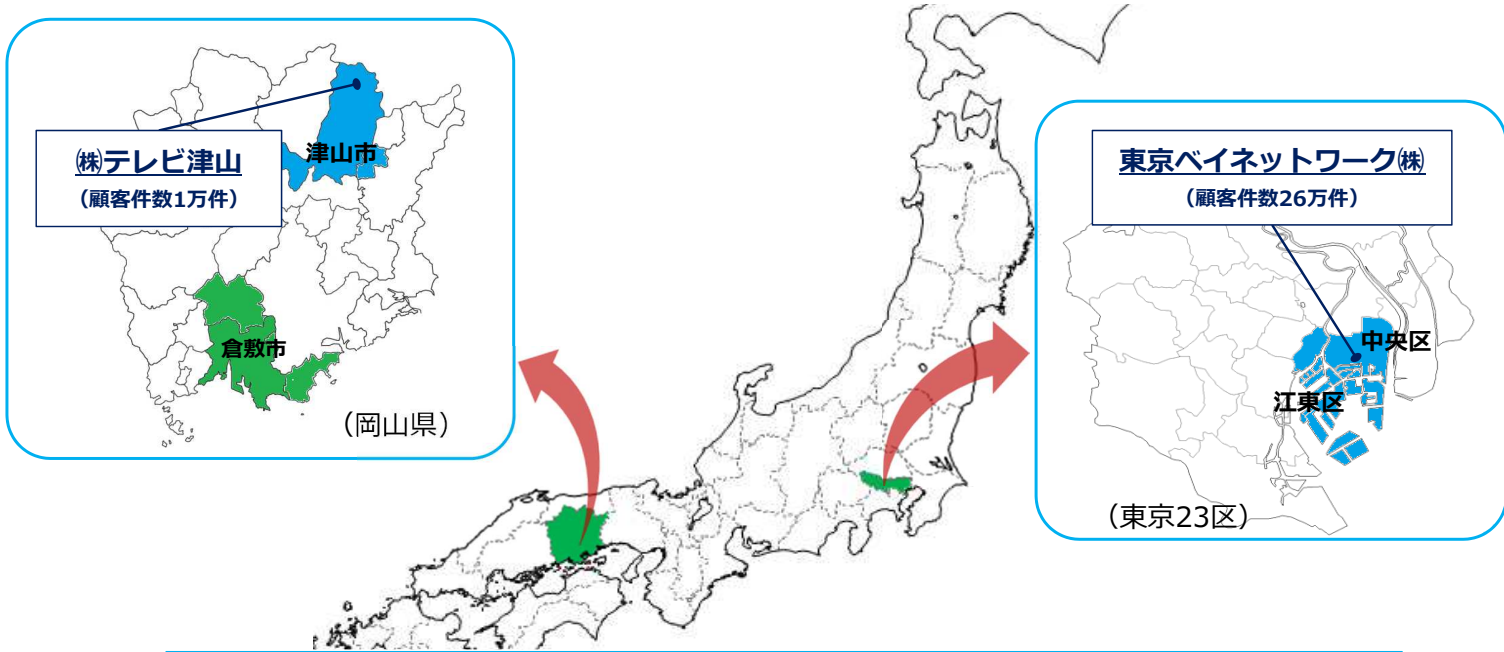 ㈱テレビ津山
（顧客件数1万件）
津山市
倉敷市
（岡山県）
東京ベイネットワーク㈱
（顧客件数26万件）
中央区
江東区
（東京23区）